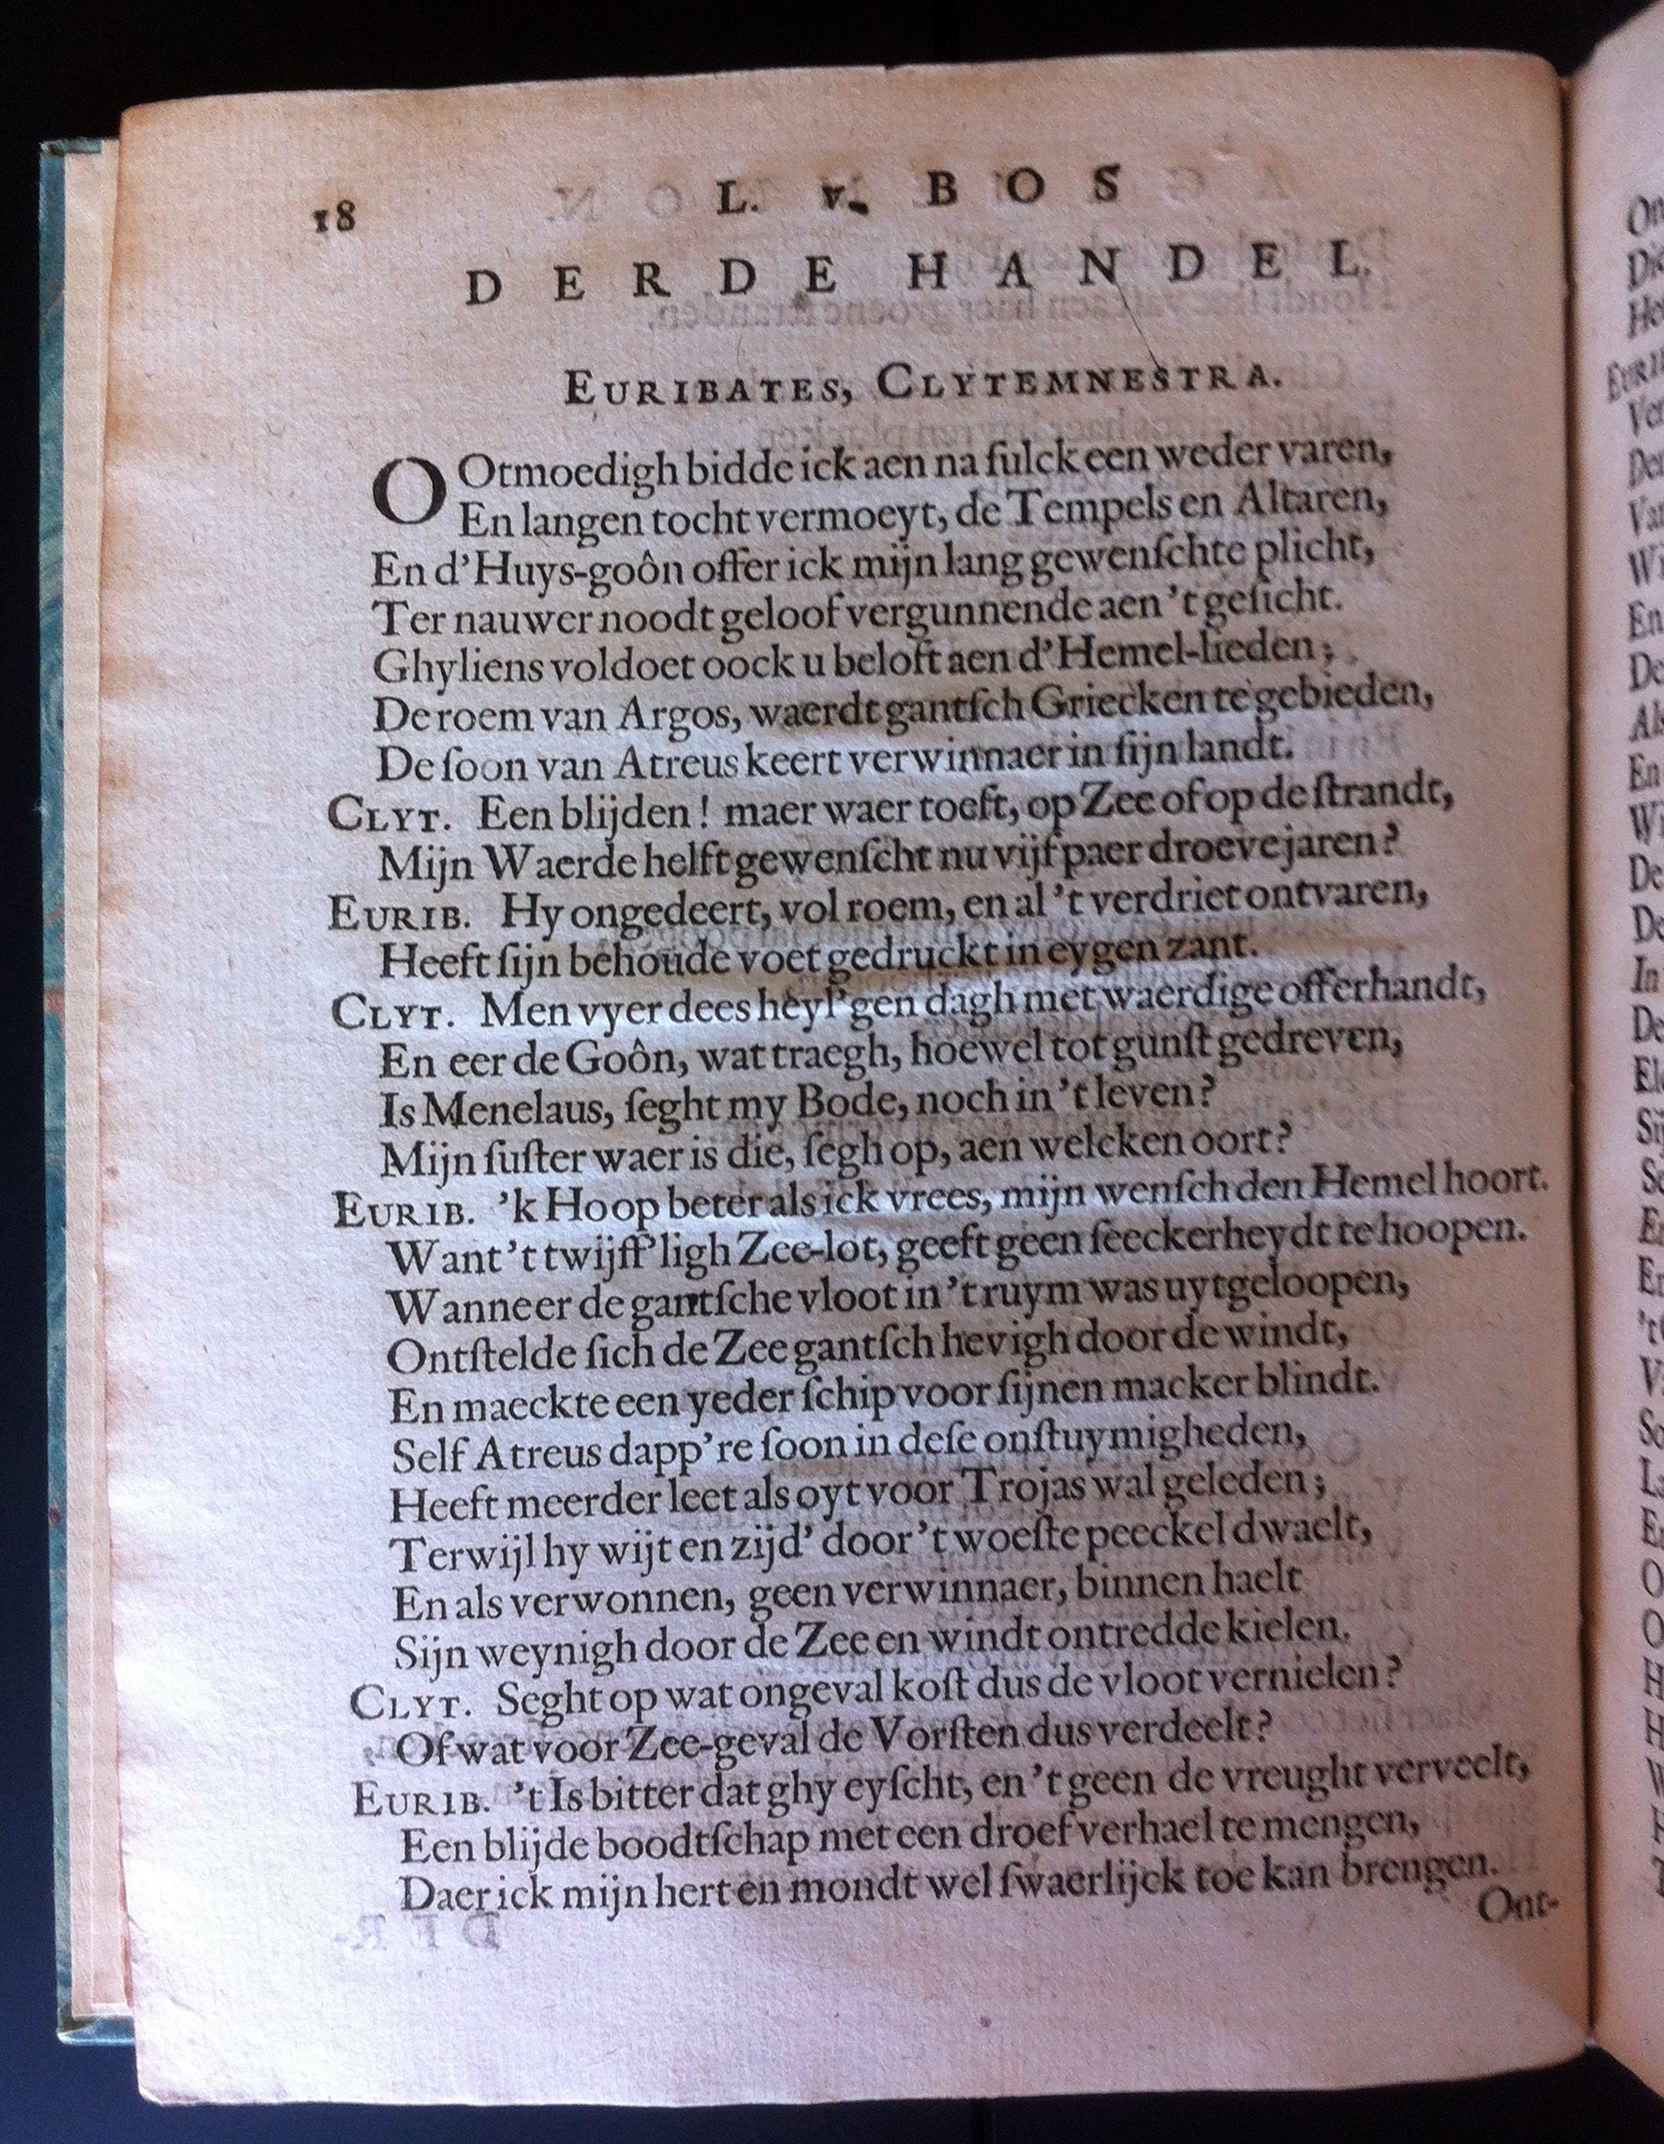 18 L. v. BOS
DERDE HANDEL.
EURIBATES, CLYTEMNESTRA.
OOtmoedigh bidde ick aen na ſulck een weder varen,
En langen tocht vermoeyt, de Tempels en Altaren,
En d'Huys-goôn offer ick mijn lang gewenſchte plicht,
Ter nauwer noodt geloof vergunnende aen 't geſicht.
Ghyliens voldoet oock u beloft aen d'Hemel-lieden;
De roem van Argos, waerdt gantſch Griecken te gebieden,
De ſoon van Atreus keert verwinnaer in ſijn landt.
CLYT. Een blijden! maer waer toeft, op Zee of op de ſtrandt,
Mijn Waerde helft gewenſcht nu vijf paer droeve jaren?
EURIB. Hy ongedeert, vol roem, en al 't verdriet ontvaren,
Heeft ſijn behoude voet gedruckt in eygen zant.
CLYT. Men vyer dees heyl'gen dagh met waerdige offerhandt,
En eer de Goôn, wat traegh, hoewel tot gunſt gedreven,
Is Menelaus, ſeght my Bode, noch in 't leven?
Mijn ſuſter waer is die, ſegh op, aen welcken oort?
EURIB. 'k Hoop beter als ick vrees, mijn wenſch den Hemel hoort.
Want 't twijff'ligh Zee-lot, geeft geen ſeeckerheydt te hoopen.
Wanneer de gantſche vloot in 't ruym was uytgeloopen,
Ontſtelde ſich de Zee gantſch hevigh door de windt,
En maeckte een yeder ſchip voor ſijnen macker blindt.
Self Atreus dapp're ſoon in deſe onſtuymigheden,
Heeft meerder leet als oyt voor Trojas wal geleden;
Terwijl hy wijt en zijd' door 't woeſte peeckel dwaelt,
En als verwonnen, geen verwinnaer, binnen haelt
Sijn weynigh door de Zee en windt ontredde kielen.
CLYT. Seght op wat ongeval koſt dus de vloot vernielen?
Of wat voor Zee-geval de Vorſten dus verdeelt?
EURIB. 't Is bitter dat ghy eyſcht, en 't geen de vreught verveelt,
Een blijde boodtſchap met een droef verhael te mengen,
Daer ick mijn hert en mondt wel ſwaerlijck toe kan brengen.
Ont-